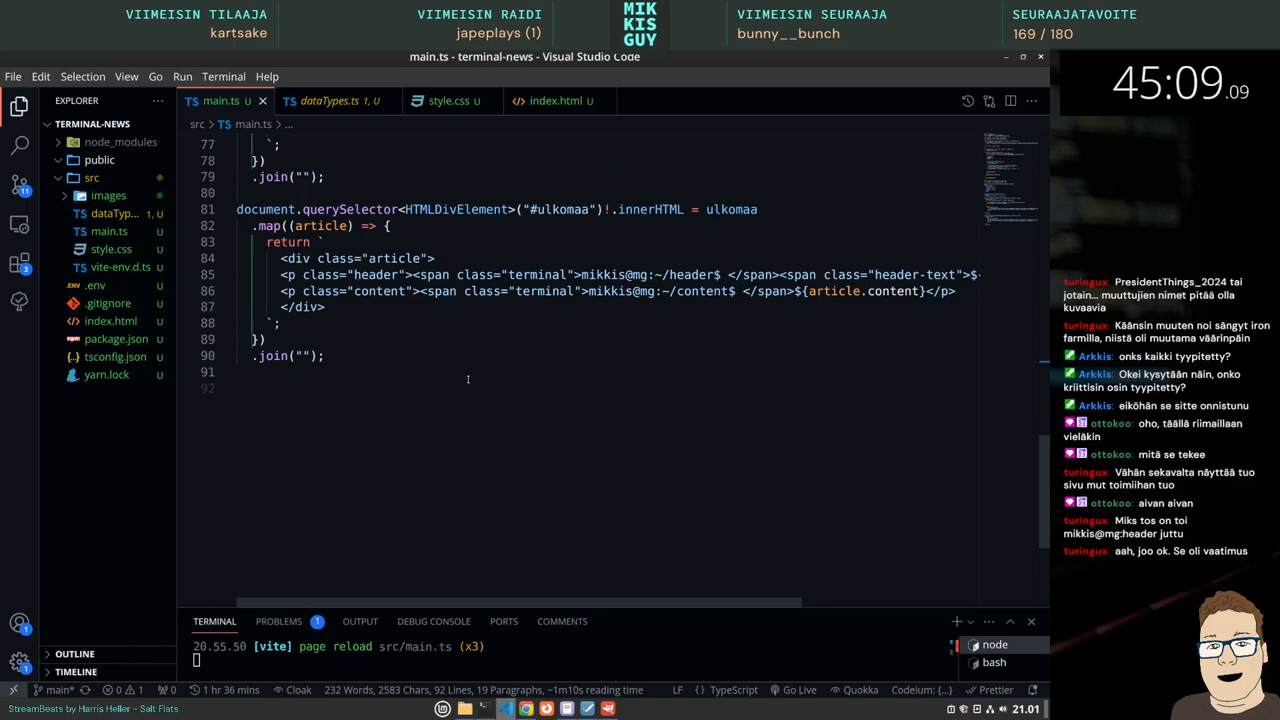 VIIMEISIN TILAAJA
kartsake
VIIMEISIN RAIDI
japeplays (1)
MIK
KIS
GUY
VIIMEISIN SEURAAJA
bunny__bunch
SEURAAJATAVOITE
169 / 180
main.ts - terminal-news - Visual Studio Code
File Edit Selection View Go Run Terminal Help
EXPLORER
TERMINAL-NEWS
node_modules
public
src
images
dataTyp... 1, U
main.ts U
style.css U
vite-env.d.ts U
.env
.gitignore U
index.html U
package.json U
tsconfig.json U
yarn.lock U
OUTLINE
TIMELINE
main.ts U dataTypes.ts 1, U style.css U index.html U
src > main.ts > ...
77 `;
78 })
79 .join("");
80
81 document.querySelector<HTMLDivElement>("#ulkomaa")!.innerHTML = ulkomaa
82 .map((article) => {
83 return `
84 <div class="article">
85 <p class="header"><span class="terminal">mikkis@mg:~/header$ </span><span class="header-text">$
86 <p class="content"><span class="terminal">mikkis@mg:~/content$ </span>${article.content}</p>
87 </div>
88 `;
89 })
90 .join("");
91
92
TERMINAL PROBLEMS 1 OUTPUT DEBUG CONSOLE PORTS COMMENTS
20.55.50 [vite] page reload src/main.ts (x3)
node
bash
11
3
1
1
main* 0 1 0 1 hr 36 mins Cloak 232 Words, 2583 Chars, 92 Lines, 19 Paragraphs, ~1m10s reading time LF TypeScript Go Live Quokka Codeium: {...} Prettier
StreamBeats by Harris Heller - Salt Flats
21.01
45:09.09
turingux: PresidentThings_2024 tai
jotain... muuttujien nimet pitää olla
kuvaavia
turingux: Käänsin muuten noi sängyt iron
farmilla, niistä oli muutama väärinpäin
Arkkis: onks kaikki tyypitetty?
Arkkis: Okei kysytään näin, onko
kriittisin osin tyypitetty?
Arkkis: eiköhän se sitte onnistunu
ottokoo: oho, täällä riimaillaan
vieläkin
ottokoo: mitä se tekee
turingux: Vähän sekavalta näyttää tuo
sivu mut toimiihan tuo
ottokoo: aivan aivan
turingux: Miks tos on toi
mikkis@mg:header juttu
turingux: aah, joo ok. Se oli vaatimus